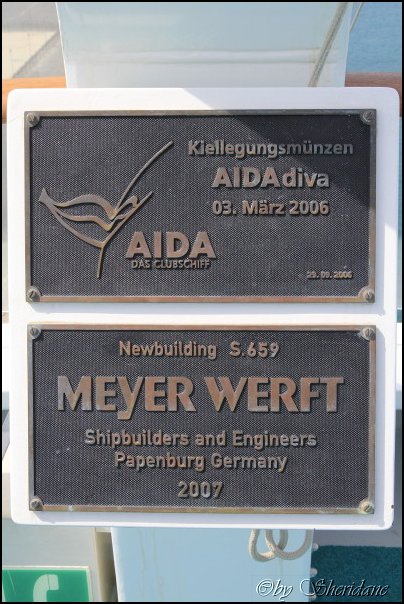 Kiellegungsmünzen
AIDAdiva
03. März 2006
AIDA
DAS CLUBSCHIFF
29.09.2006
Newbuilding S.659
MEYER WERFT
Shipbuilders and Engineers
Papenburg Germany
2007
©by Sheridane